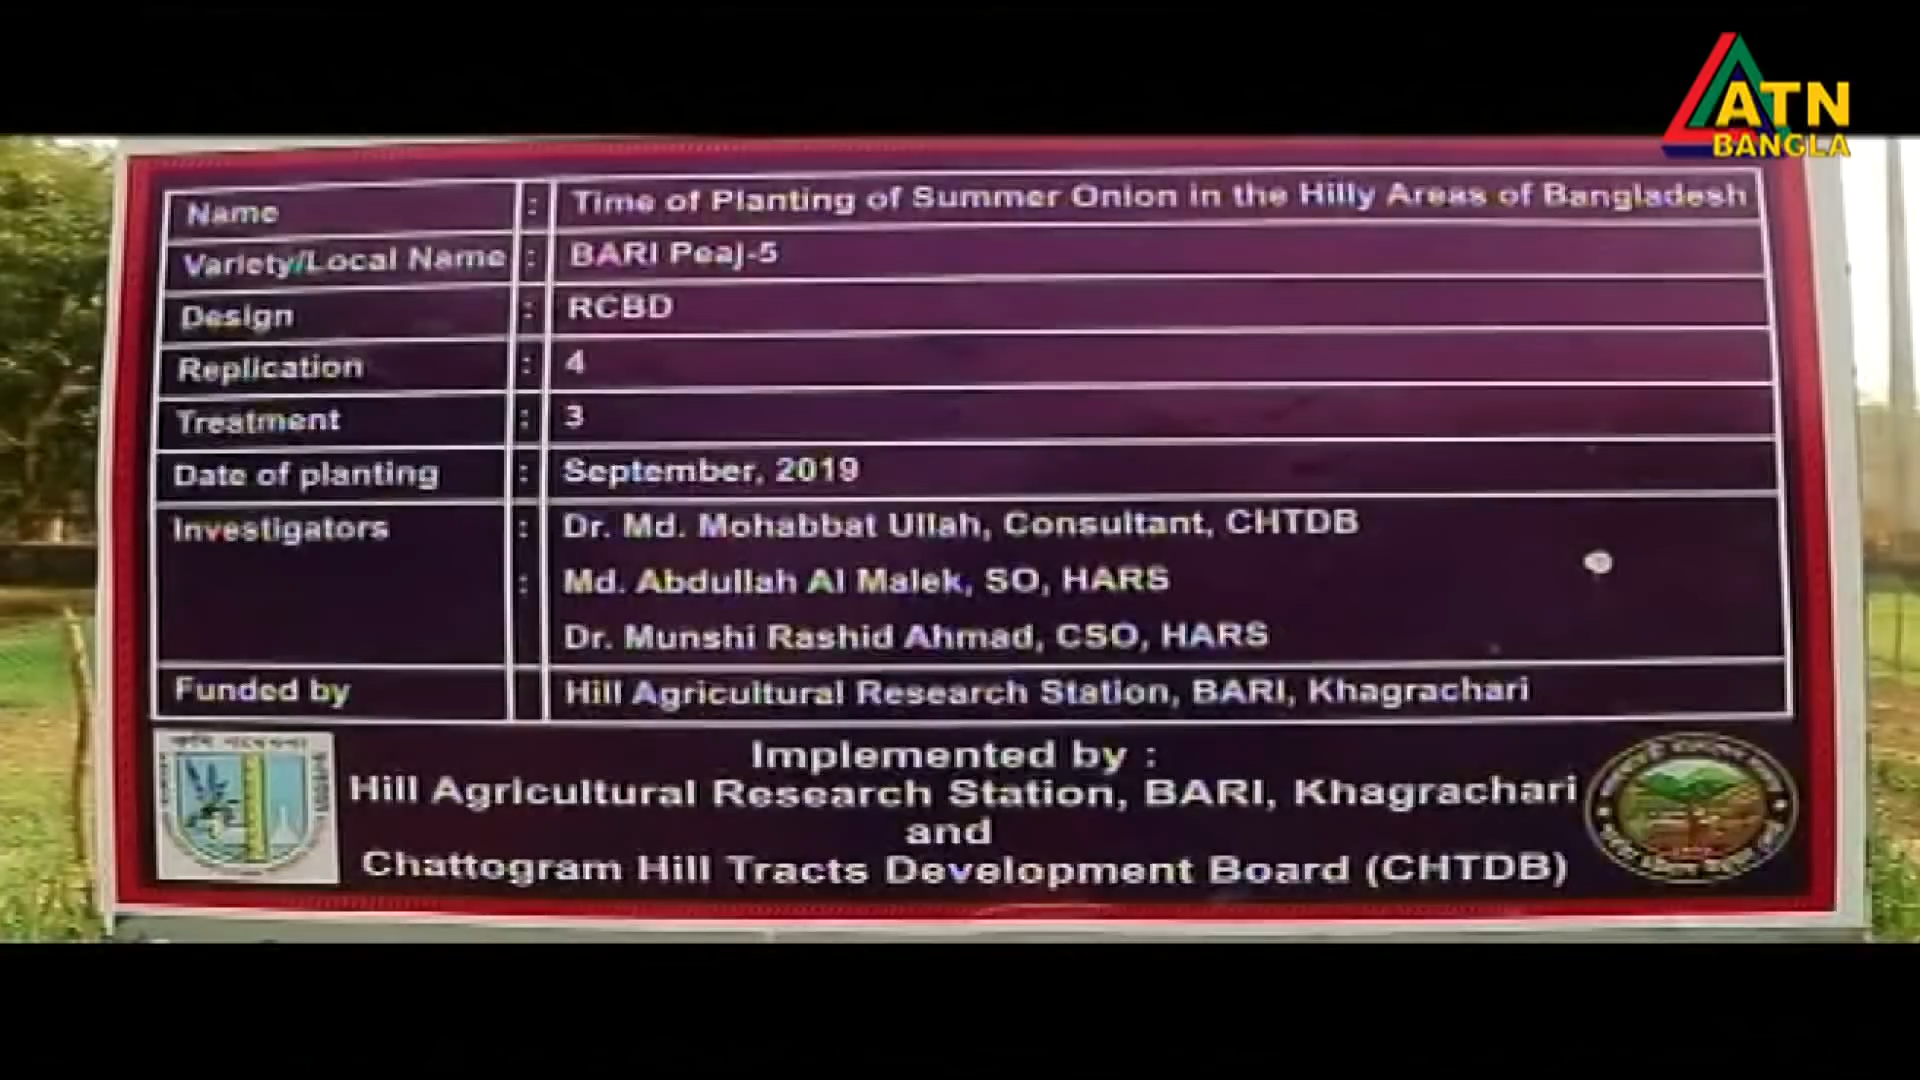 ATN
BANGLA
Name : Time of Planting of Summer Onion in the Hilly Areas of Bangladesh
Variety/Local Name : BARI Peaj-5
Design : RCBD
Replication : 4
Treatment : 3
Date of planting : September, 2019
Investigators : Dr. Md. Mohabbat Ullah, Consultant, CHTDB
: Md. Abdullah Al Malek, SO, HARS
Dr. Munshi Rashid Ahmad, CSO, HARS
Funded by Hill Agricultural Research Station, BARI, Khagrachari
Implemented by :
Hill Agricultural Research Station, BARI, Khagrachari
and
Chattogram Hill Tracts Development Board (CHTDB)